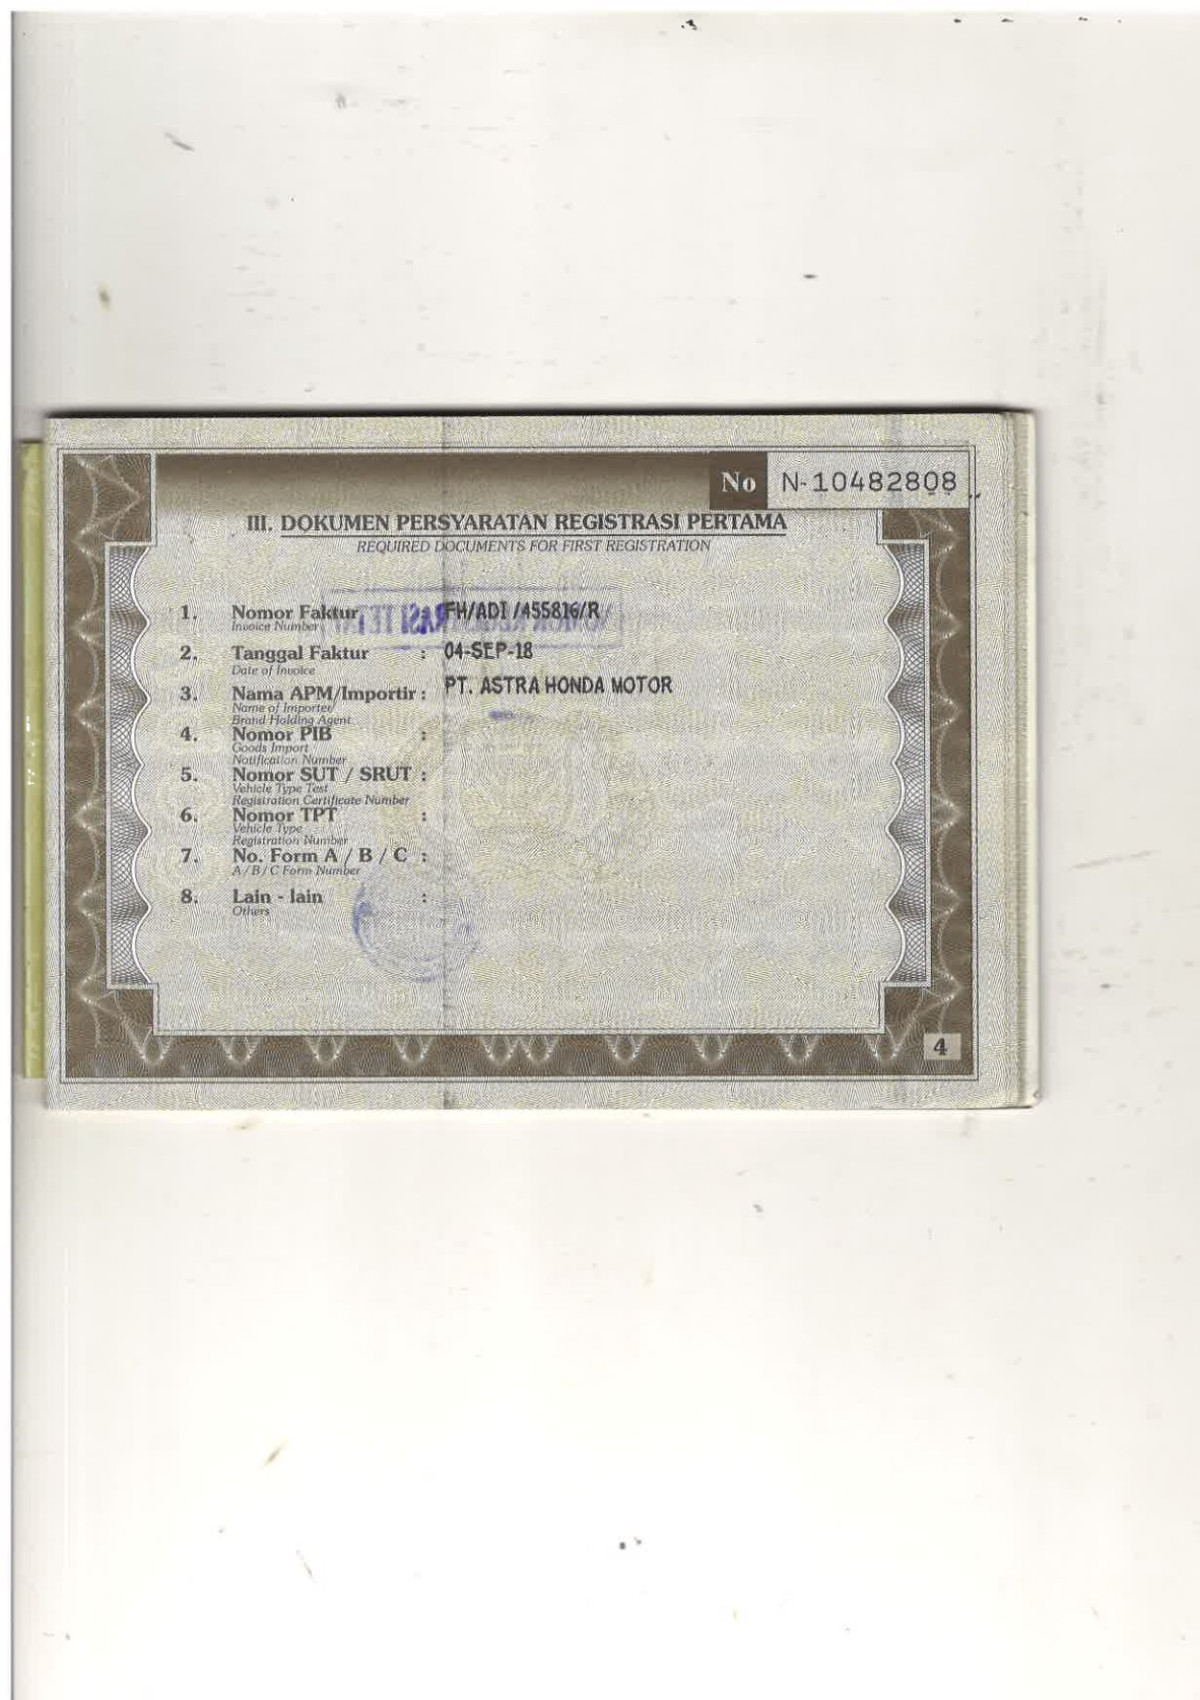 No N-10482808
III. DOKUMEN PERSYARATAN REGISTRASI PERTAMA
REQUIRED DOCUMENTS FOR FIRST REGISTRATION
1. Nomor Faktur FH/ADI /455816/R
Invoice Number
2. Tanggal Faktur : 04-SEP-18
Date of Invoice
3. Nama APM/Importir : PT. ASTRA HONDA MOTOR
Name of Importer/
Brand Holding Agent
4. Nomor PIB :
Goods Import
Notification Number
5. Nomor SUT / SRUT :
Vehicle Type Test
Registration Certificate Number
6. Nomor TPT :
Vehicle Type
Registration Number
7. No. Form A / B / C :
A / B / C Form Number
8. Lain - lain :
Others
4